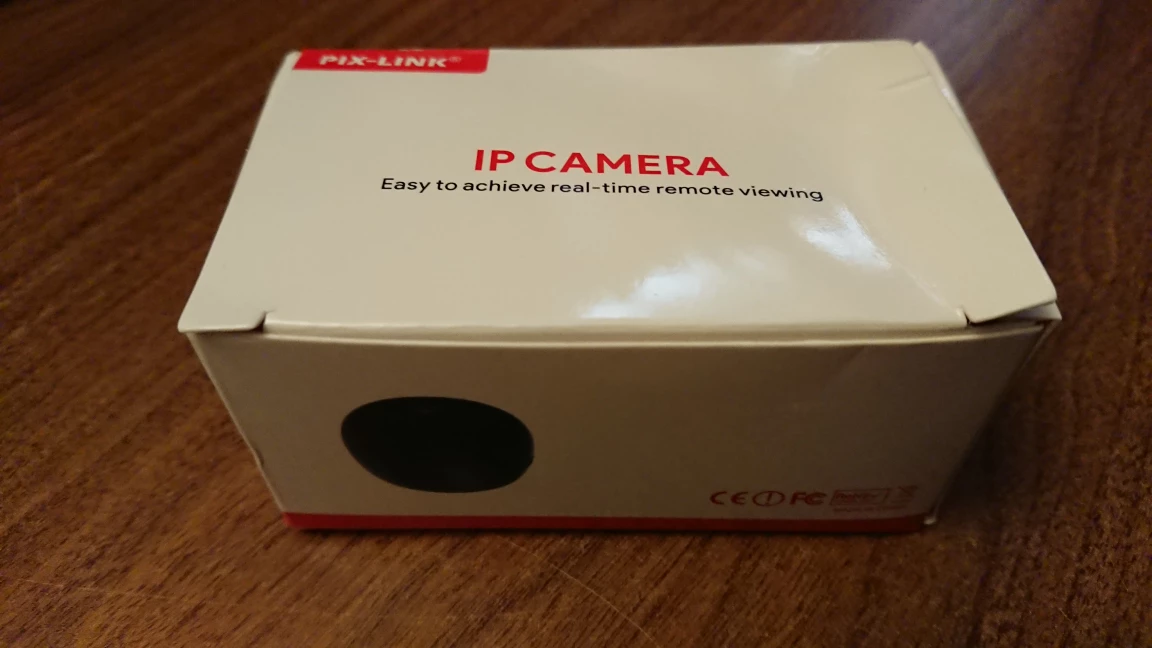 PIX-LINK®
IP CAMERA
Easy to achieve real-time remote viewing
CE FC